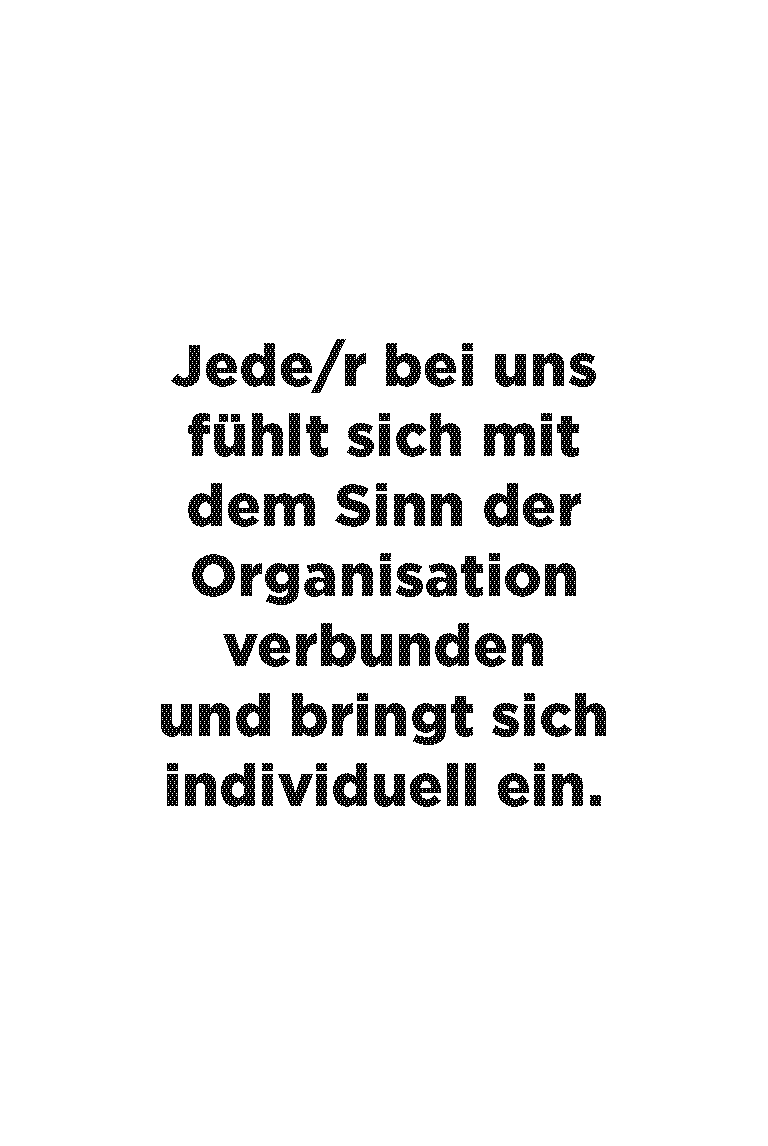 Jede/r bei uns
fühlt sich mit
dem Sinn der
Organisation
verbunden
und bringt sich
individuell ein.